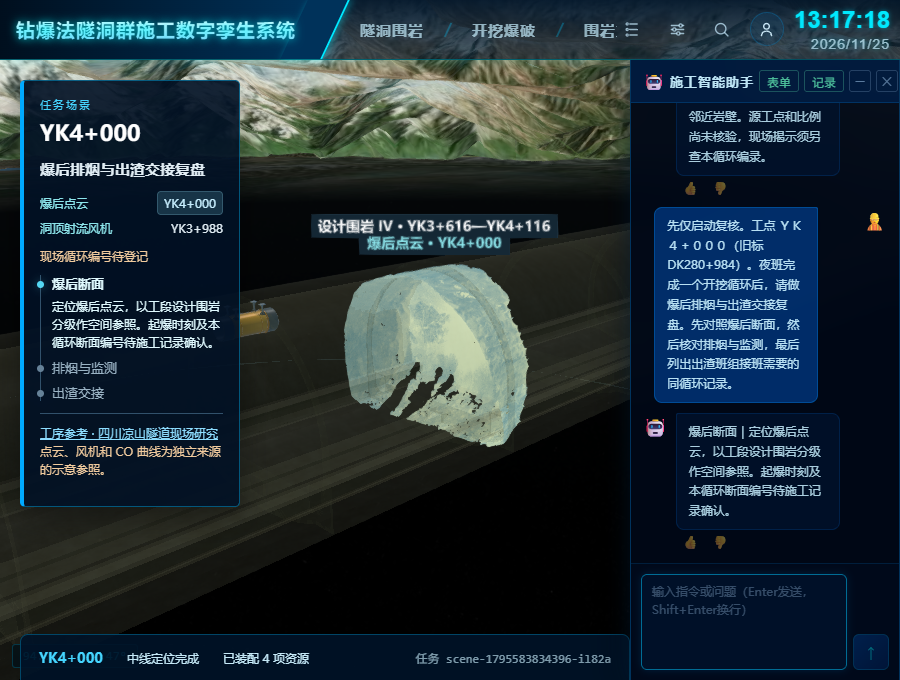 钻爆法隧洞群施工数字孪生系统
隧洞围岩 / 开挖爆破 / 围岩
13:17:18
2026/11/25
任务场景
YK4+000
爆后排烟与出渣交接复盘
爆后点云 YK4+000
洞顶射流风机 YK3+988
现场循环编号待登记
爆后断面
定位爆后点云，以工段设计围岩
分级作空间参照。起爆时刻及本
循环断面编号待施工记录确认。
排烟与监测
出渣交接
工序参考 · 四川凉山隧道现场研究
点云、风机和 CO 曲线为独立来源
的示意参照。
设计围岩 IV · YK3+616—YK4+116
爆后点云 · YK4+000
YK4+000 中线定位完成 已装配 4 项资源 任务 scene-1795583834396-i182a
施工智能助手 表单 记录
邻近岩壁。源工点和比例
尚未核验，现场揭示须另
查本循环编录。
先仅启动复核。工点 ＹＫ
４＋０００（旧标
DK280+984）。夜班完
成一个开挖循环后，请做
爆后排烟与出渣交接复
盘。先对照爆后断面，然
后核对排烟与监测，最后
列出出渣班组接班需要的
同循环记录。
爆后断面｜定位爆后点
云，以工段设计围岩分级
作空间参照。起爆时刻及
本循环断面编号待施工记
录确认。
输入指令或问题（Enter发送，
Shift+Enter换行）